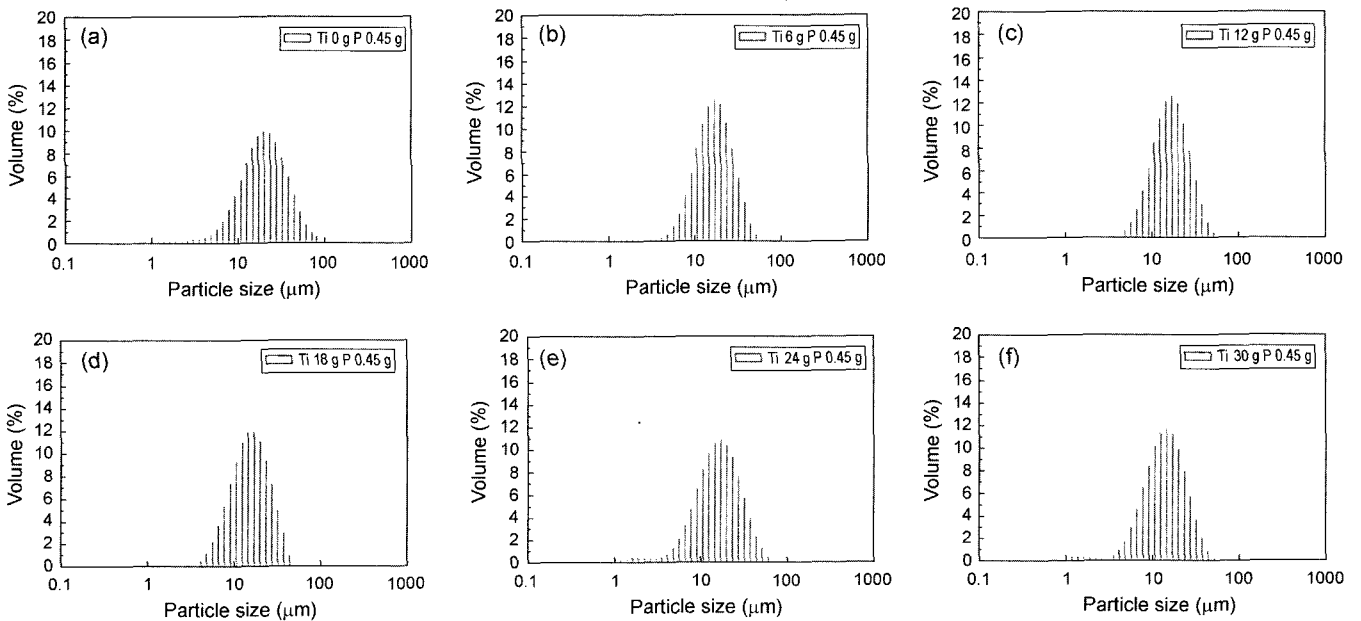 (a)
Ti 0 g P 0.45 g
Volume (%)
20
18
16
14
12
10
8
6
4
2
0
0.1 1 10 100 1000
Particle size (μm)
(b)
Ti 6 g P 0.45 g
Volume (%)
20
18
16
14
12
10
8
6
4
2
0
0.1 1 10 100 1000
Particle size (μm)
(c)
Ti 12 g P 0.45 g
Volume (%)
20
18
16
14
12
10
8
6
4
2
0
0.1 1 10 100 1000
Particle size (μm)
(d)
Ti 18 g P 0.45 g
Volume (%)
20
18
16
14
12
10
8
6
4
2
0
0.1 1 10 100 1000
Particle size (μm)
(e)
Ti 24 g P 0.45 g
Volume (%)
20
18
16
14
12
10
8
6
4
2
0
0.1 1 10 100 1000
Particle size (μm)
(f)
Ti 30 g P 0.45 g
Volume (%)
20
18
16
14
12
10
8
6
4
2
0
0.1 1 10 100 1000
Particle size (μm)